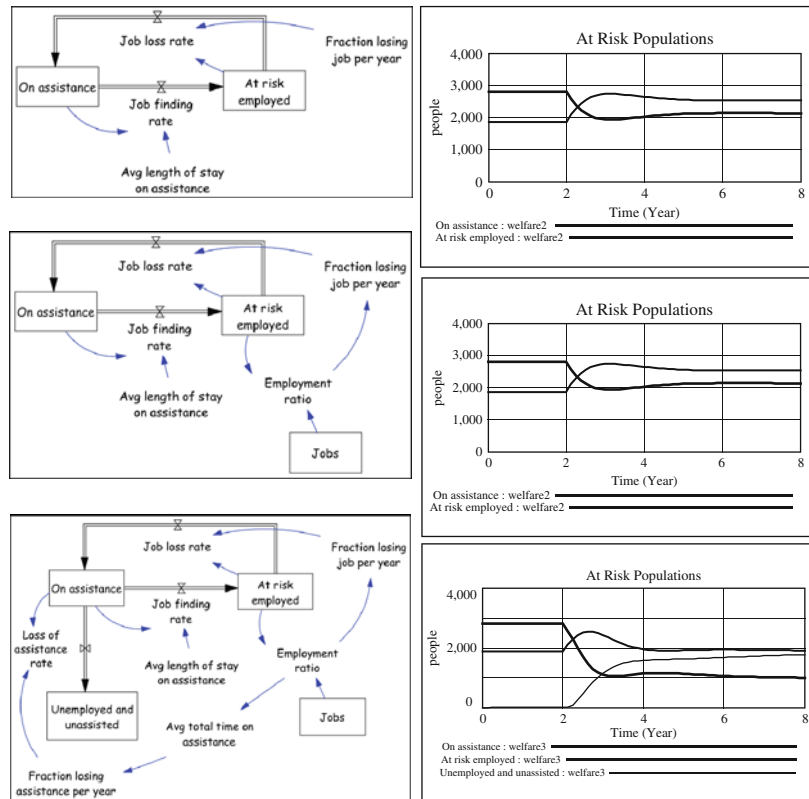 Job loss rate
Fraction losing
job per year
On assistance
At risk
employed
Job finding
rate
Avg length of stay
on assistance
At Risk Populations
4,000
3,000
2,000
1,000
0
people
0 2 4 6 8
Time (Year)
On assistance : welfare2
At risk employed : welfare2
Job loss rate
Fraction losing
job per year
On assistance
At risk
employed
Job finding
rate
Avg length of stay
on assistance
Employment
ratio
Jobs
At Risk Populations
4,000
3,000
2,000
1,000
0
people
0 2 4 6 8
Time (Year)
On assistance : welfare2
At risk employed : welfare2
Job loss rate
Fraction losing
job per year
On assistance
At risk
employed
Job finding
rate
Loss of
assistance
rate
Avg length of stay
on assistance
Employment
ratio
Unemployed and
unassisted
Jobs
Avg total time on
assistance
Fraction losing
assistance per year
At Risk Populations
4,000
2,000
0
people
0 2 4 6 8
Time (Year)
On assistance : welfare3
At risk employed : welfare3
Unemployed and unassisted : welfare3